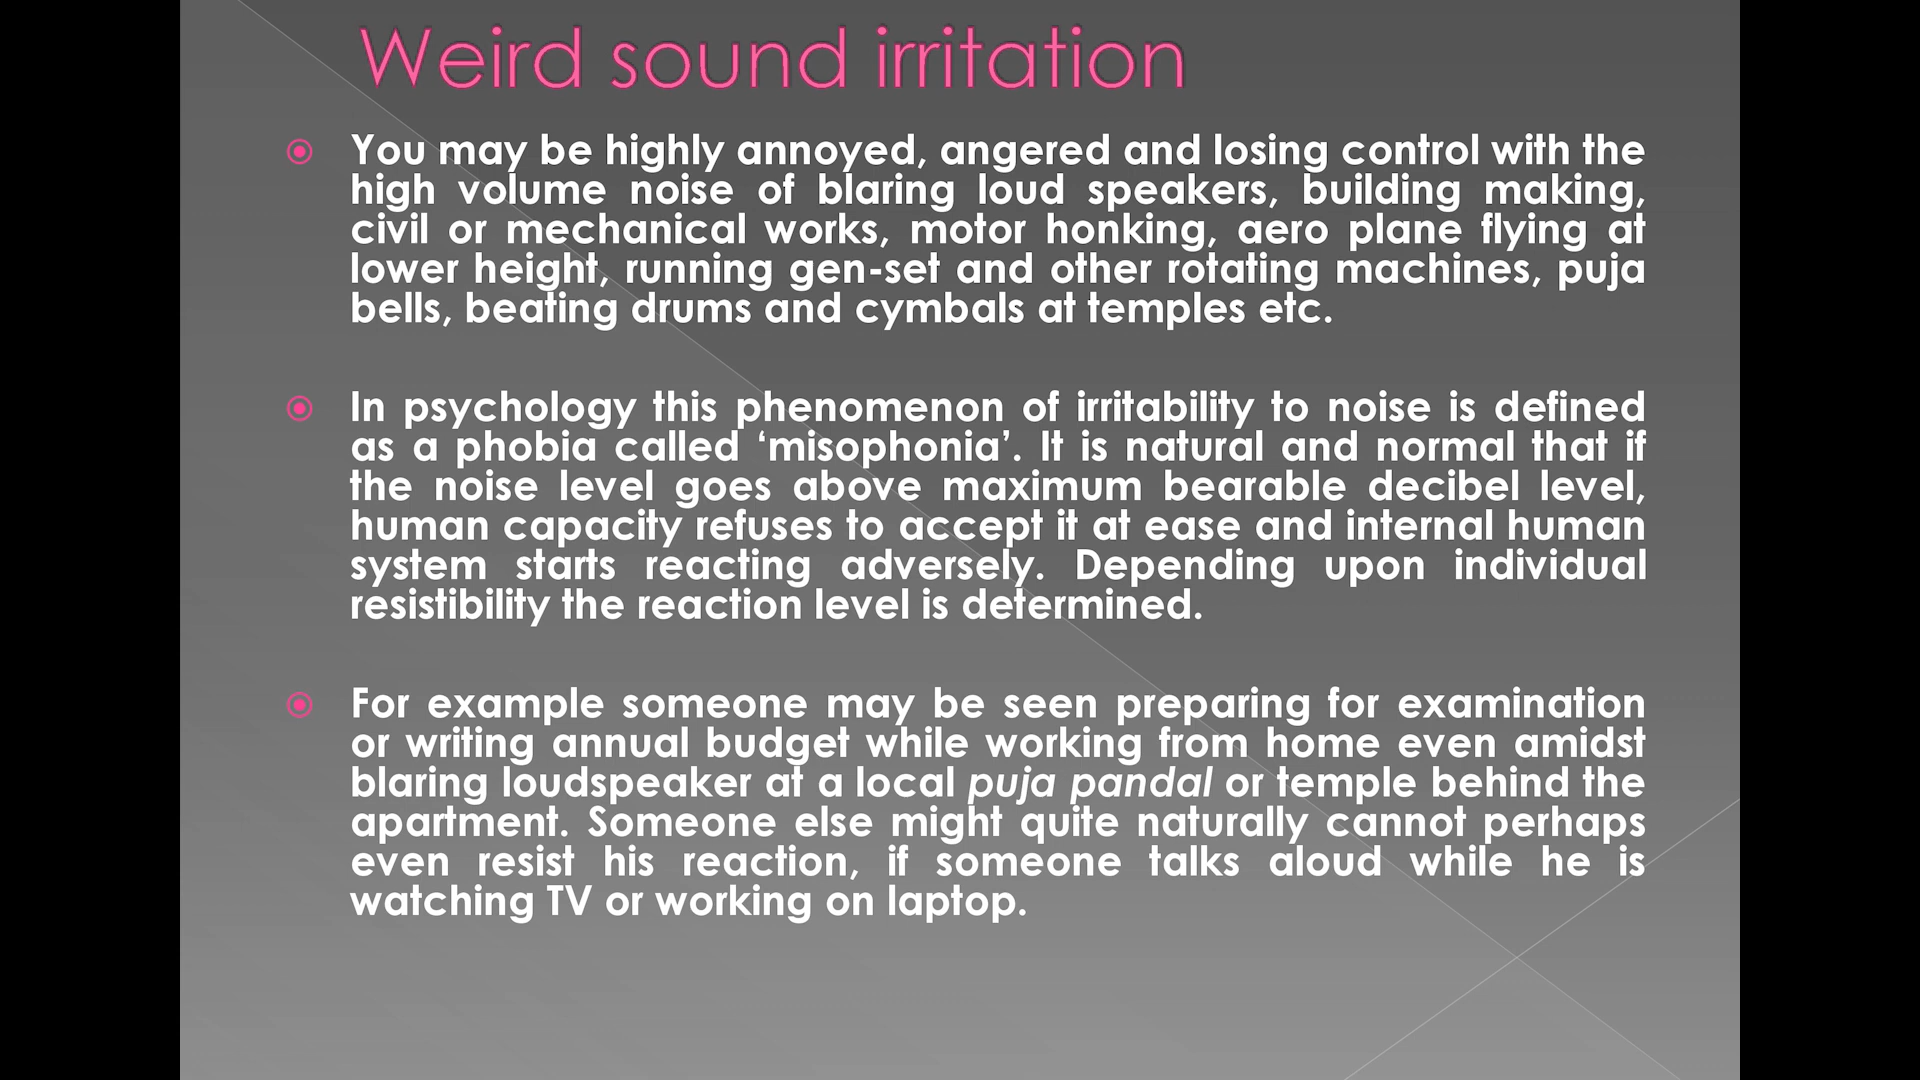 Weird sound irritation
You may be highly annoyed, angered and losing control with the
high volume noise of blaring loud speakers, building making,
civil or mechanical works, motor honking, aero plane flying at
lower height, running gen-set and other rotating machines, puja
bells, beating drums and cymbals at temples etc.
In psychology this phenomenon of irritability to noise is defined
as a phobia called ‘misophonia’. It is natural and normal that if
the noise level goes above maximum bearable decibel level,
human capacity refuses to accept it at ease and internal human
system starts reacting adversely. Depending upon individual
resistibility the reaction level is determined.
For example someone may be seen preparing for examination
or writing annual budget while working from home even amidst
blaring loudspeaker at a local puja pandal or temple behind the
apartment. Someone else might quite naturally cannot perhaps
even resist his reaction, if someone talks aloud while he is
watching TV or working on laptop.